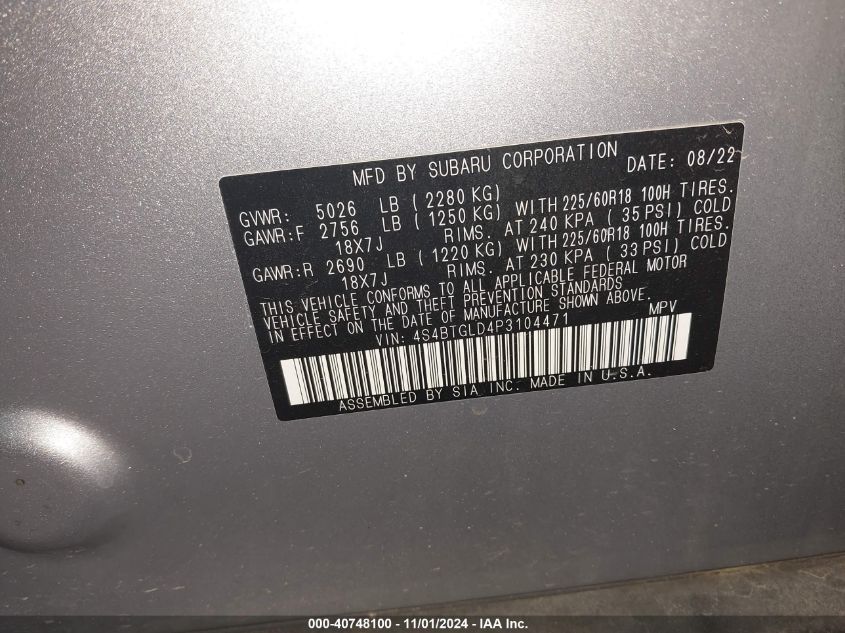 MFD BY SUBARU CORPORATION DATE: 08/22
GVWR: 5026 LB ( 2280 KG)
GAWR:F 2756 LB ( 1250 KG) WITH 225/60R18 100H TIRES.
18X7J RIMS. AT 240 KPA ( 35 PSI) COLD
GAWR:R 2690 LB ( 1220 KG) WITH 225/60R18 100H TIRES.
18X7J RIMS. AT 230 KPA ( 33 PSI) COLD
THIS VEHICLE CONFORMS TO ALL APPLICABLE FEDERAL MOTOR
VEHICLE SAFETY AND THEFT PREVENTION STANDARDS
IN EFFECT ON THE DATE OF MANUFACTURE SHOWN ABOVE.
VIN: 4S4BTGLD4P3104471 MPV
ASSEMBLED BY SIA INC. MADE IN U.S.A.
000-40748100 - 11/01/2024 - IAA Inc.